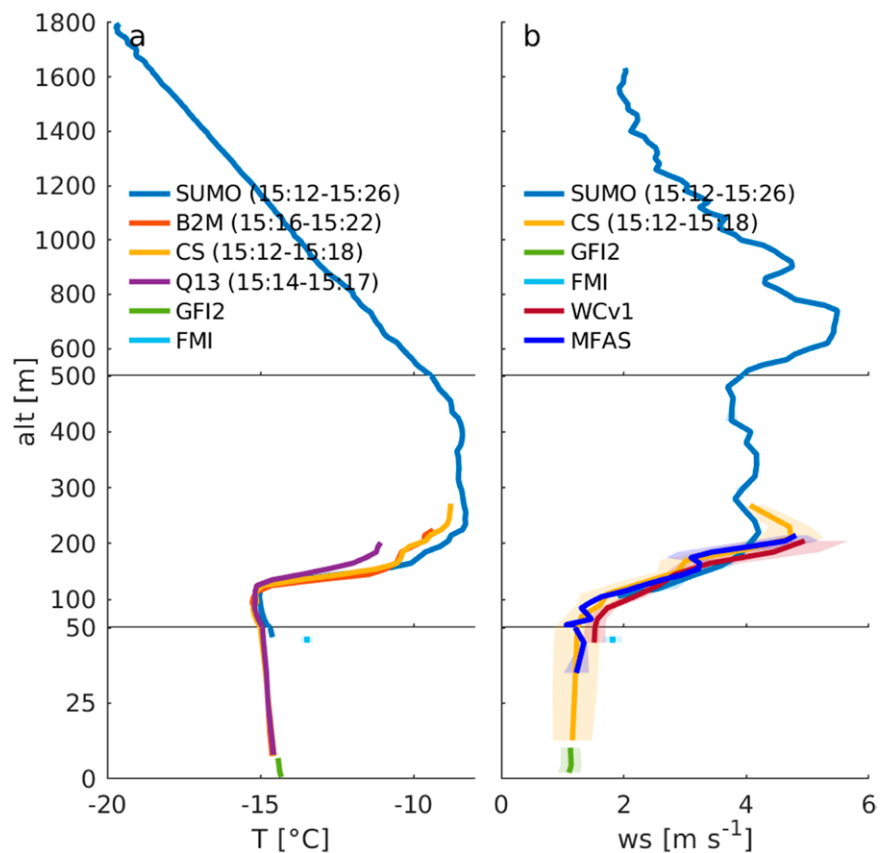 a
b
1800
1600
1400
1200
1000
800
600
500
400
300
200
100
50
25
0
alt [m]
SUMO (15:12-15:26)
B2M (15:16-15:22)
CS (15:12-15:18)
Q13 (15:14-15:17)
GFI2
FMI
SUMO (15:12-15:26)
CS (15:12-15:18)
GFI2
FMI
WCv1
MFAS
-20 -15 -10
0 2 4 6
T [°C]
ws [m s⁻¹]